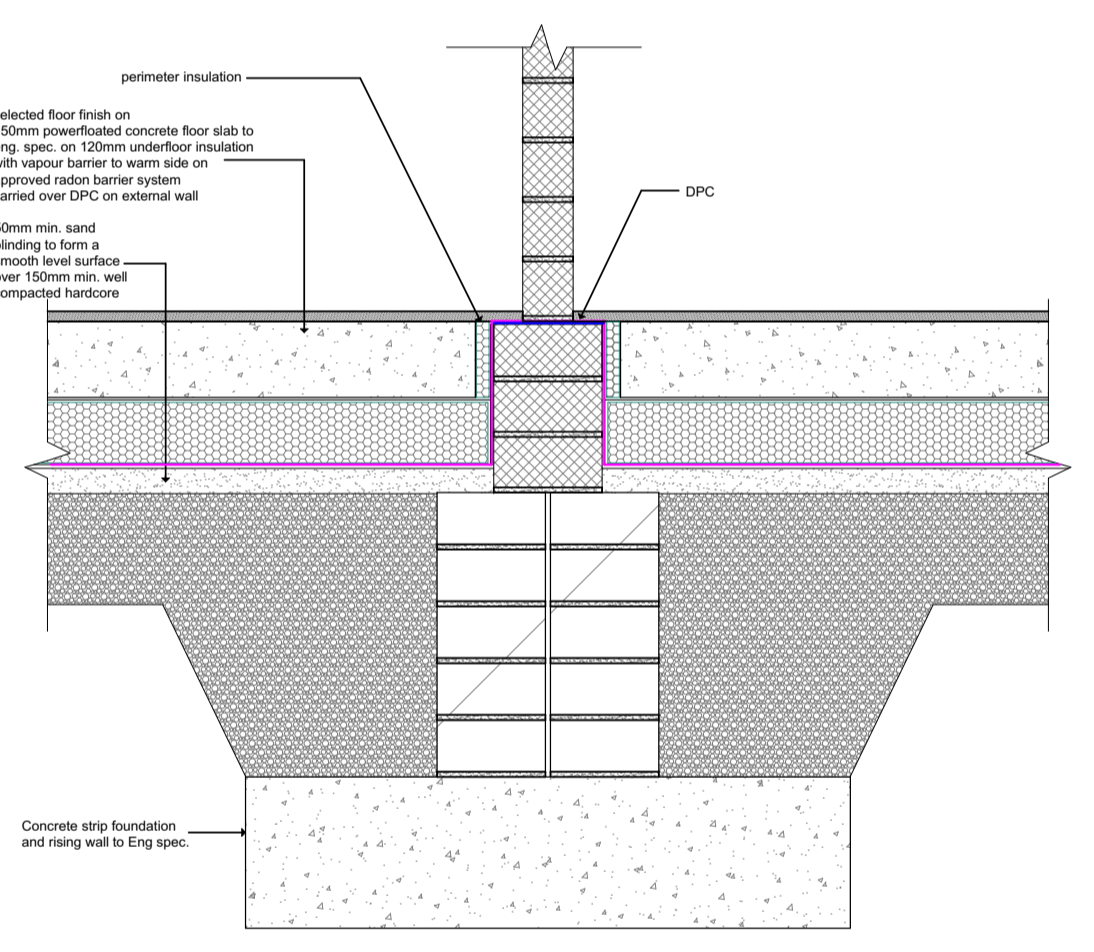 perimeter insulation
elected floor finish on
50mm powerfloated concrete floor slab to
ng. spec. on 120mm underfloor insulation
ith vapour barrier to warm side on
pproved radon barrier system
arried over DPC on external wall
DPC
0mm min. sand
linding to form a
mooth level surface
ver 150mm min. well
ompacted hardcore
Concrete strip foundation
and rising wall to Eng spec.